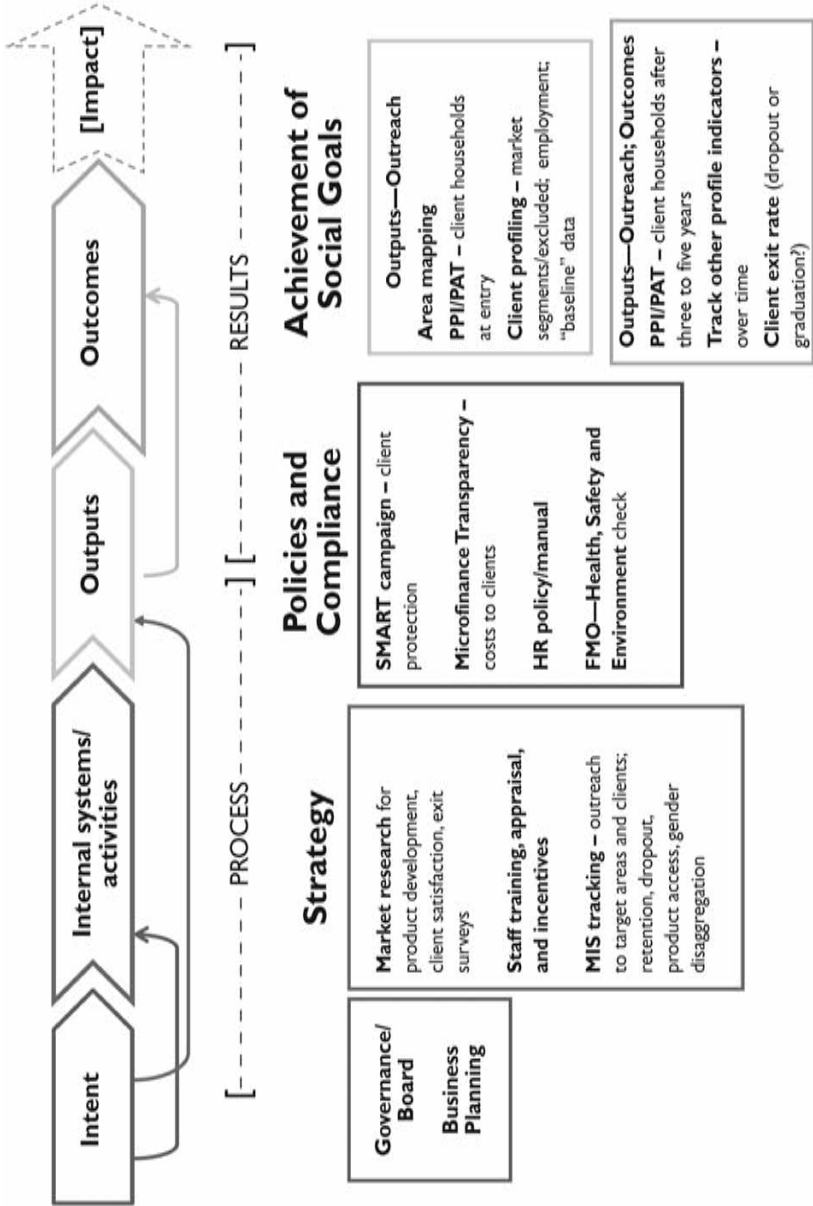 Intent
Internal systems/
activities
Outputs
Outcomes
[Impact]
[----- PROCESS -----] [----- RESULTS -----]
Strategy
Policies and
Compliance
Achievement of
Social Goals
Governance/
Board
Business
Planning
Market research for
product development,
client satisfaction, exit
surveys
Staff training, appraisal,
and incentives
MIS tracking – outreach
to target areas and clients;
retention, dropout,
product access, gender
disaggregation
SMART campaign – client
protection
Microfinance Transparency –
costs to clients
HR policy/manual
FMO—Health, Safety and
Environment check
Outputs—Outreach
Area mapping
PPI/PAT – client households
at entry
Client profiling – market
segments/excluded; employment;
“baseline” data
Outputs—Outreach; Outcomes
PPI/PAT – client households after
three to five years
Track other profile indicators –
over time
Client exit rate (dropout or
graduation?)